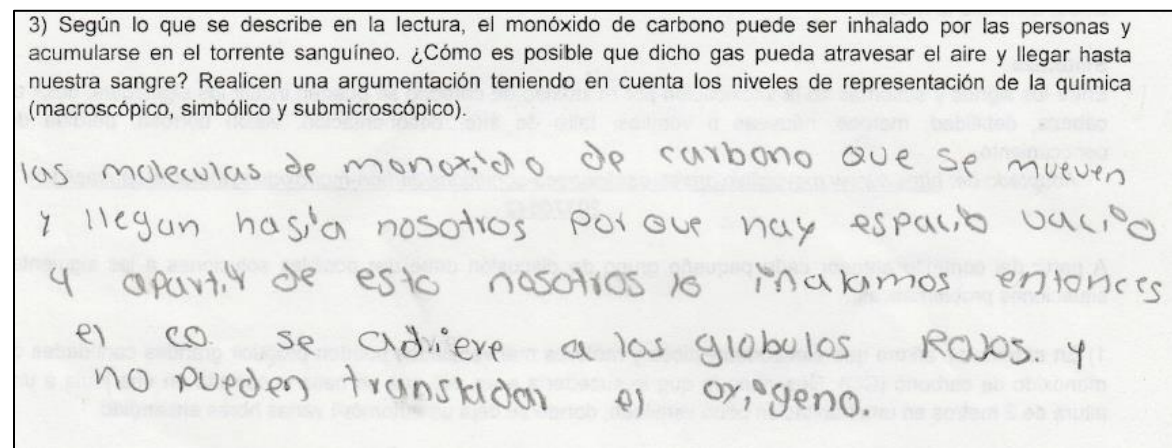 3) Según lo que se describe en la lectura, el monóxido de carbono puede ser inhalado por las personas y
acumularse en el torrente sanguíneo. ¿Cómo es posible que dicho gas pueda atravesar el aire y llegar hasta
nuestra sangre? Realicen una argumentación teniendo en cuenta los niveles de representación de la química
(macroscópico, simbólico y submicroscópico).
las moleculas de monoxido de carbono que se mueven
y llegan hasta nosotros por que hay espacio vacio
y apartir de esto nosotros lo inalamos entonces
el co se adhiere a los globulos Rojos y
no pueden transladar el oxigeno.